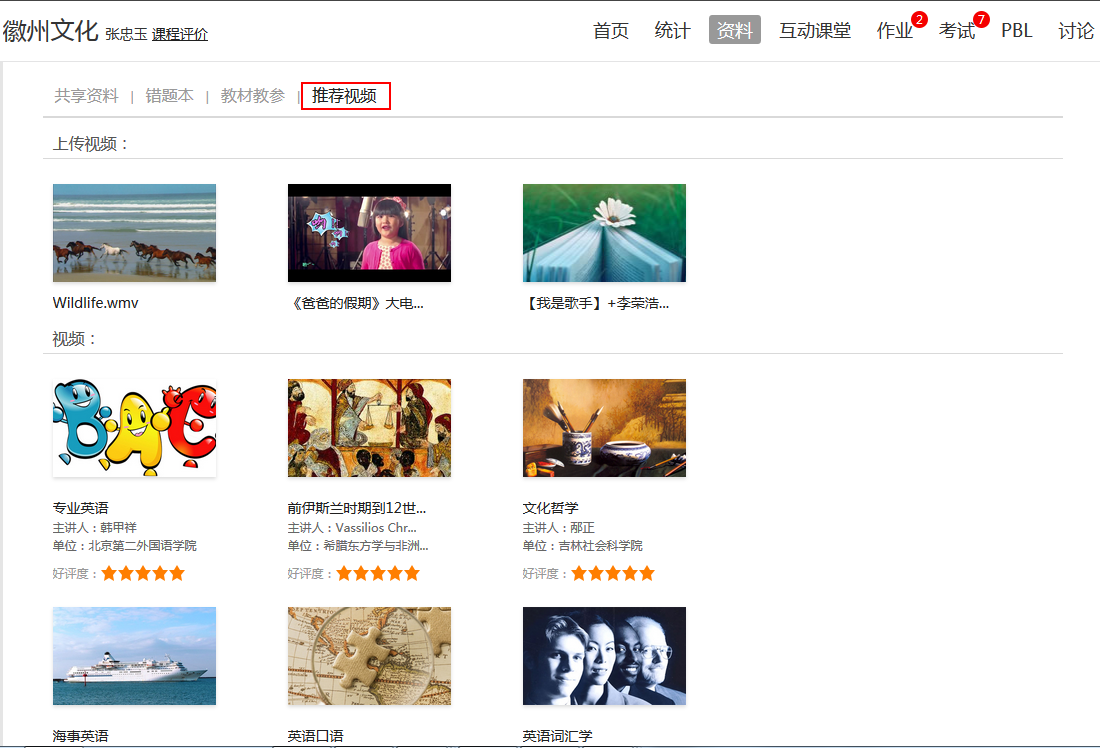 徽州文化 张忠玉 课程评价 首页 统计 资料 互动课堂 作业 2 考试 7 PBL 讨论
共享资料 | 错题本 | 教材教参 | 推荐视频
上传视频：
Wildlife.wmv 《爸爸的假期》大电... 【我是歌手】+李荣浩...
视频：
专业英语 前伊斯兰时期到12世... 文化哲学
主讲人：韩甲祥 主讲人：Vassilios Chr... 主讲人：邴正
单位：北京第二外国语学院 单位：希腊东方学与非洲... 单位：吉林社会科学院
好评度： 好评度： 好评度：
海事英语 英语口语 英语词汇学